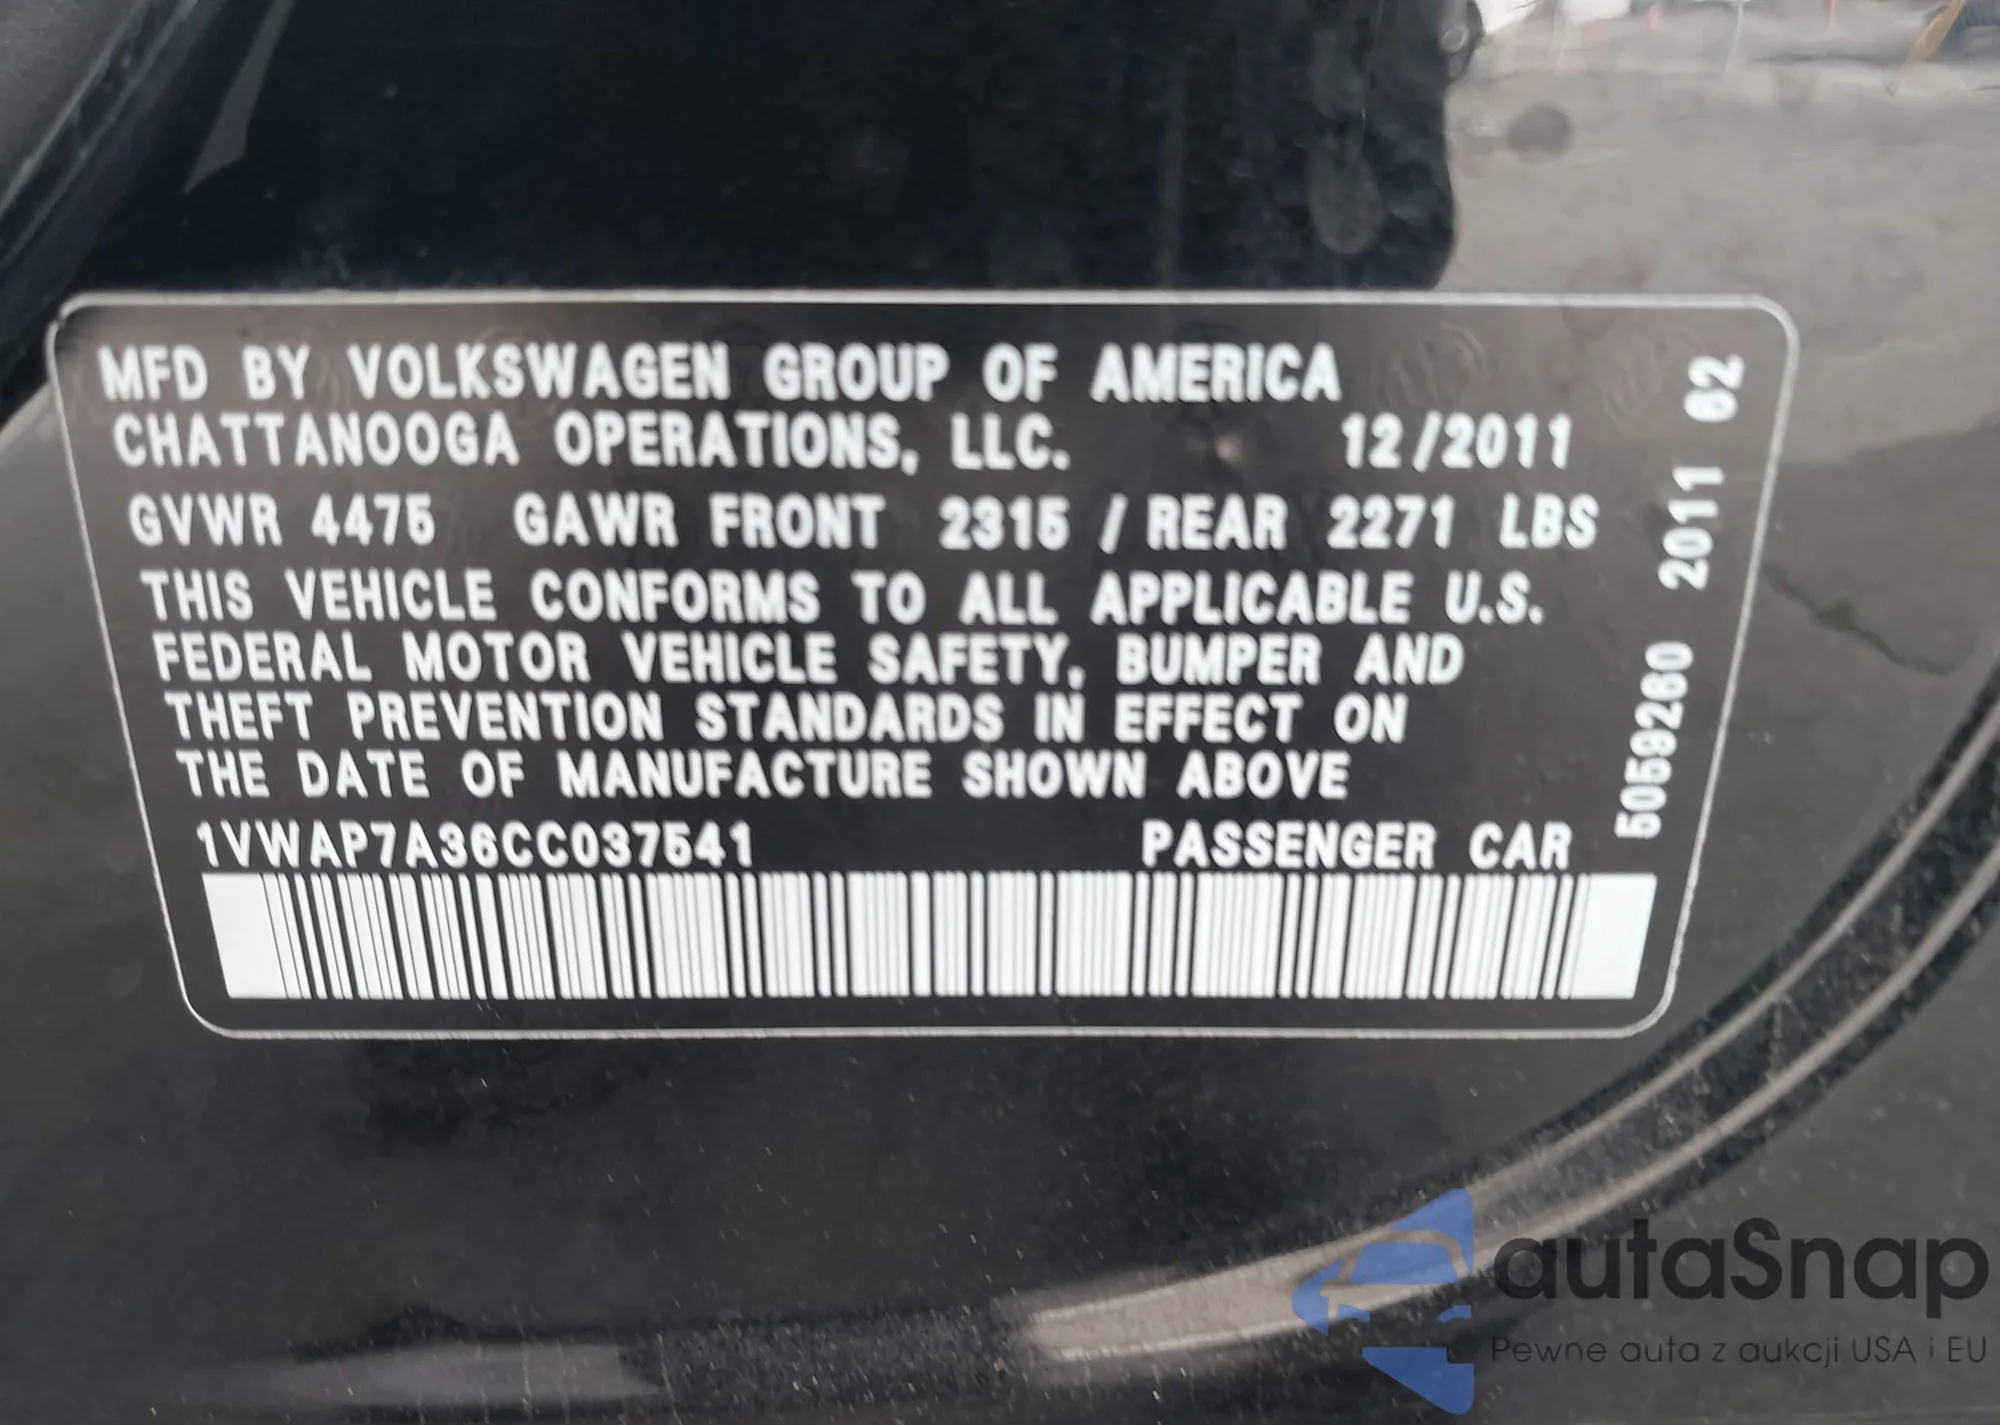 MFD BY VOLKSWAGEN GROUP OF AMERICA
CHATTANOOGA OPERATIONS, LLC. 12/2011
GVWR 4475 GAWR FRONT 2315 / REAR 2271 LBS
THIS VEHICLE CONFORMS TO ALL APPLICABLE U.S.
FEDERAL MOTOR VEHICLE SAFETY, BUMPER AND
THEFT PREVENTION STANDARDS IN EFFECT ON
THE DATE OF MANUFACTURE SHOWN ABOVE
1VWAP7A36CC037541 PASSENGER CAR
5059260 2011 62
autaSnap
Pewne auta z aukcji USA i EU